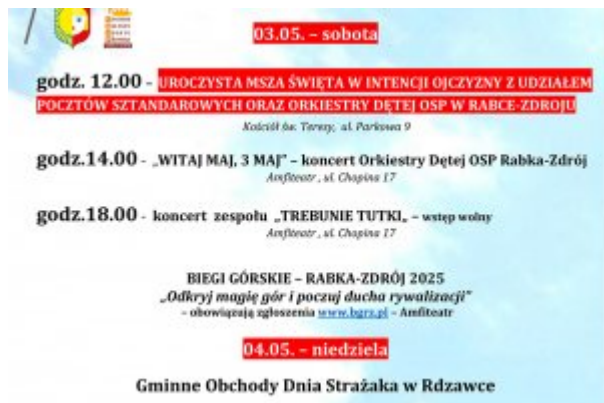 03.05. – sobota
godz. 12.00 - UROCZYSTA MSZA ŚWIĘTA W INTENCJI OJCZYZNY Z UDZIAŁEM
POCZTÓW SZTANDAROWYCH ORAZ ORKIESTRY DĘTEJ OSP W RABCE-ZDROJU
Kościół św. Teresy, ul. Parkowa 9
godz.14.00 - „WITAJ MAJ, 3 MAJ” – koncert Orkiestry Dętej OSP Rabka-Zdrój
Amfiteatr , ul. Chopina 17
godz.18.00 - koncert zespołu „TREBUNIE TUTKI„ – wstęp wolny
Amfiteatr , ul. Chopina 17
BIEGI GÓRSKIE – RABKA-ZDRÓJ 2025
„Odkryj magię gór i poczuj ducha rywalizacji”
– obowiązują zgłoszenia www.bgrz.pl – Amfiteatr
04.05. – niedziela
Gminne Obchody Dnia Strażaka w Rdzawce